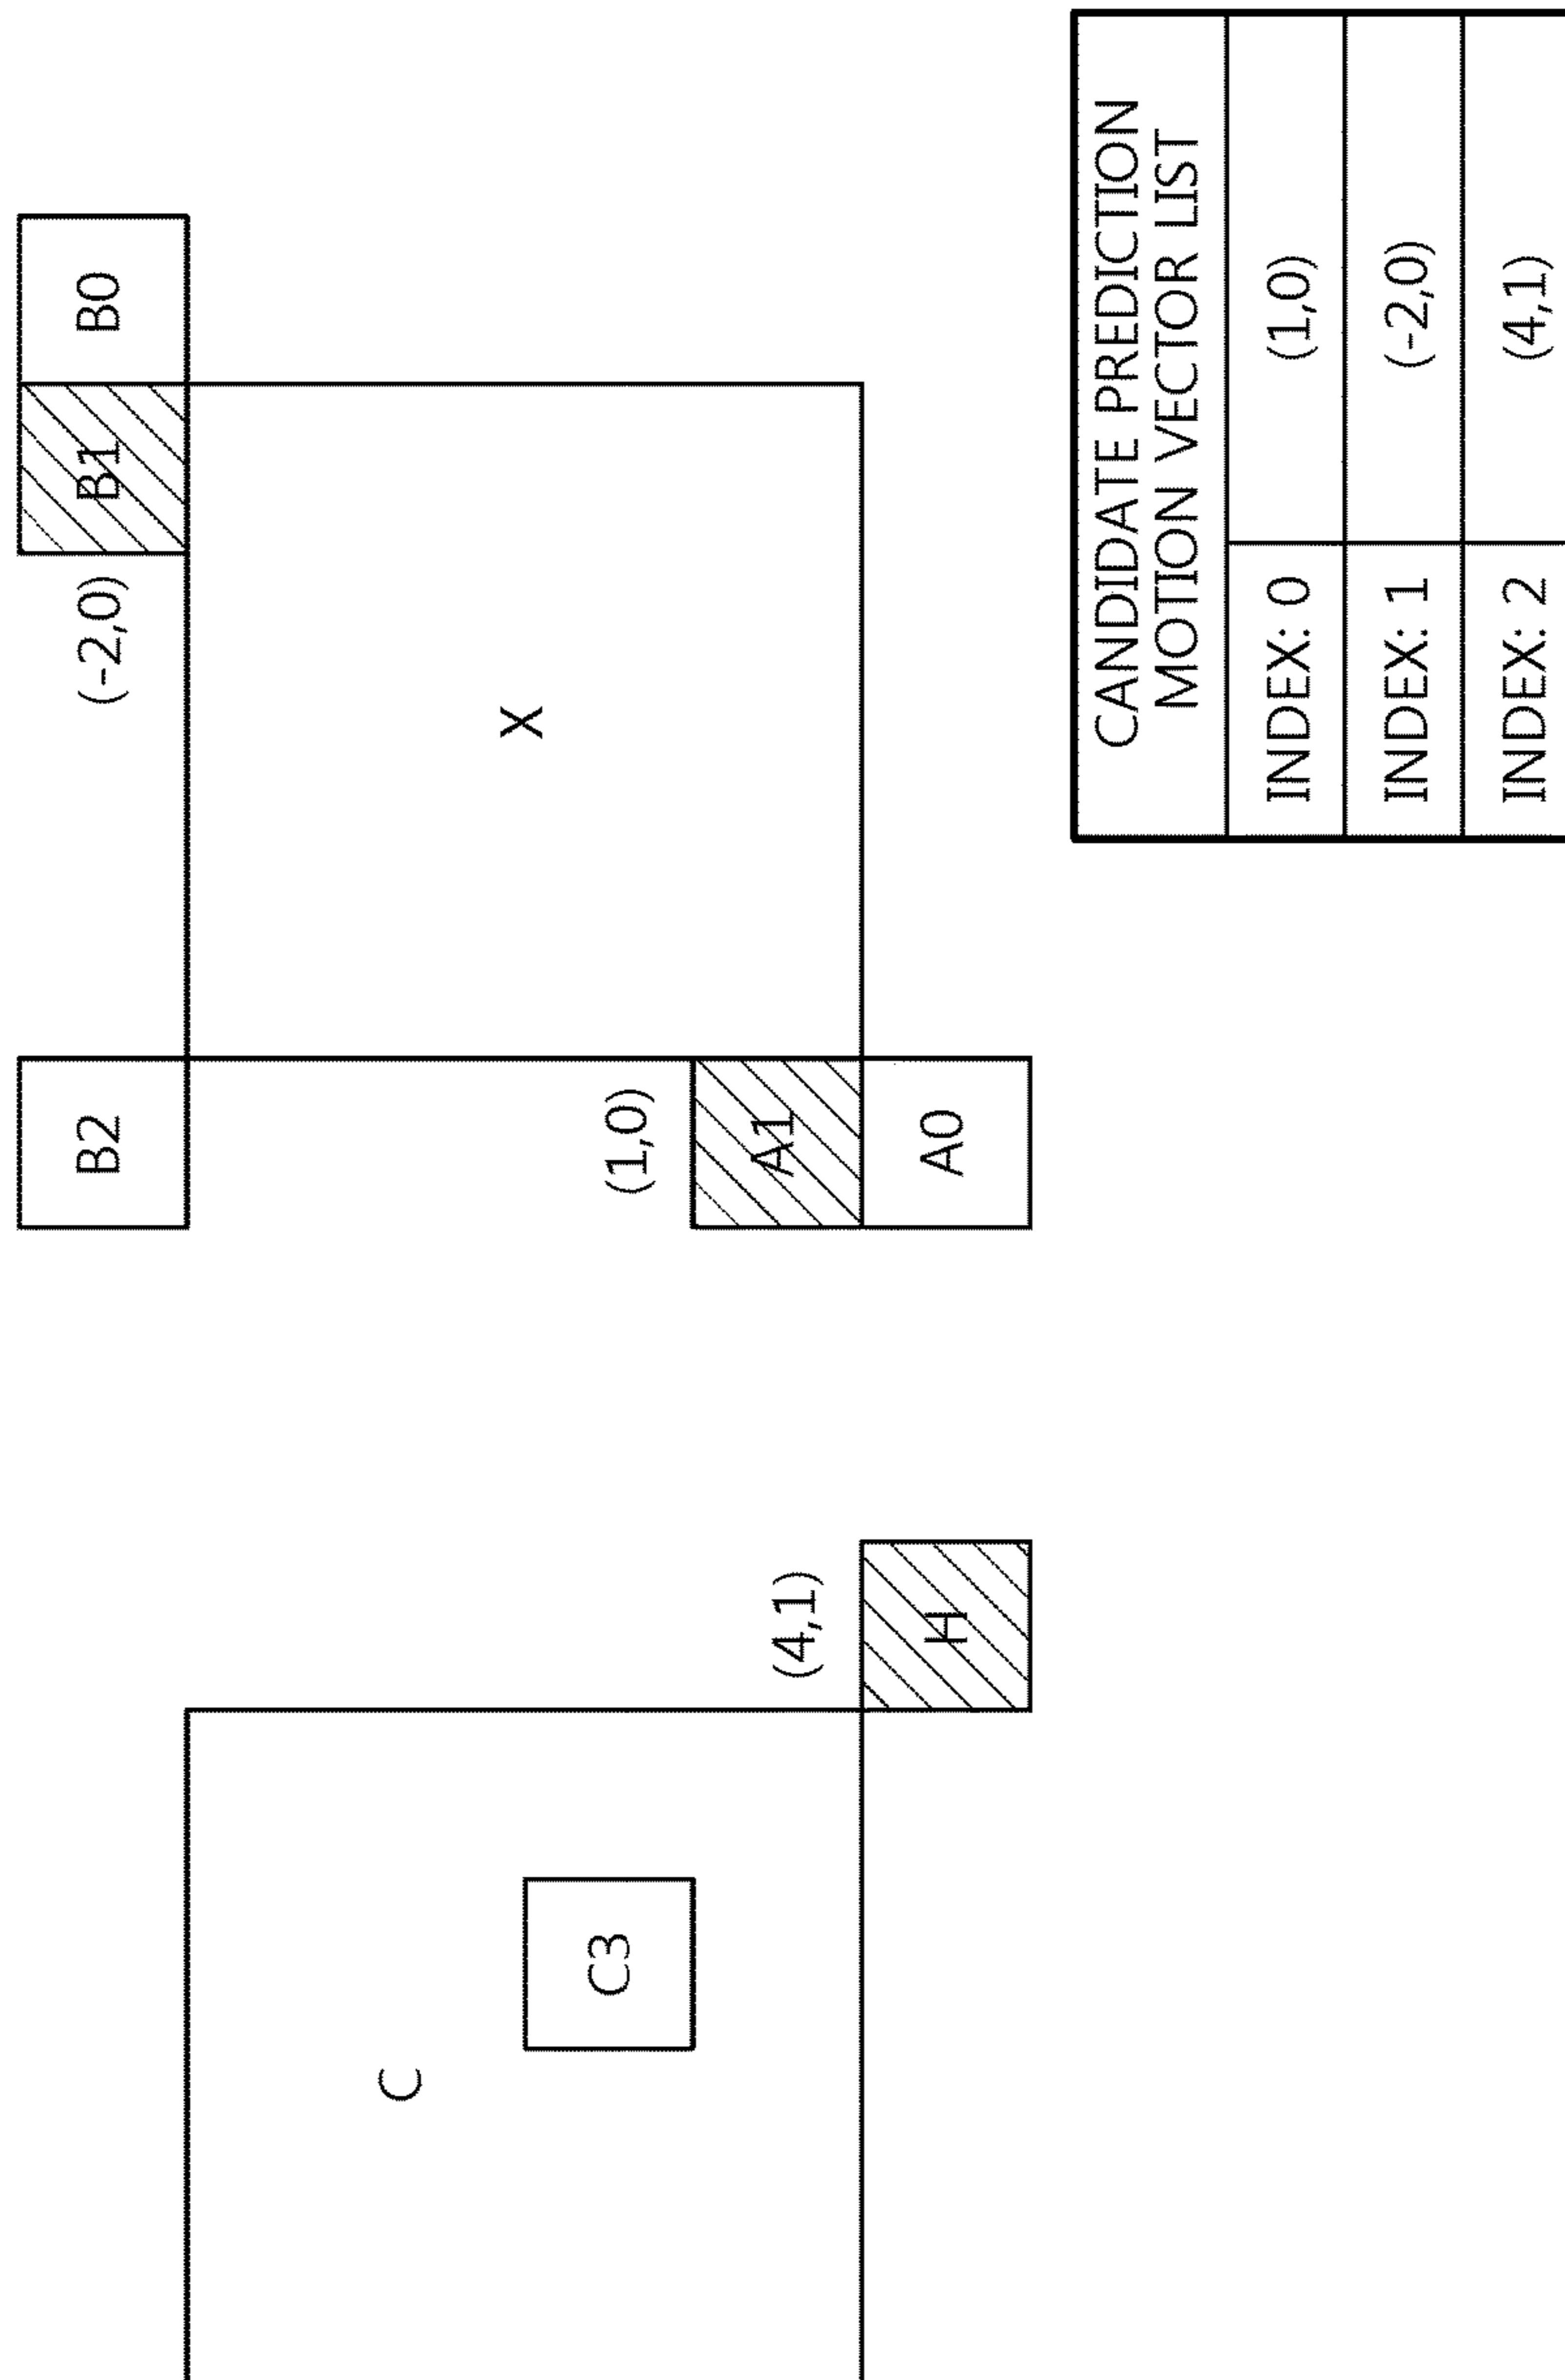 B2
(-2,0)
B1
B0
C
X
C3
(1,0)
A1
(4,1)
H
A0
CANDIDATE PREDICTION
MOTION VECTOR LIST
INDEX: 0 (1,0)
INDEX: 1 (-2,0)
INDEX: 2 (4,1)